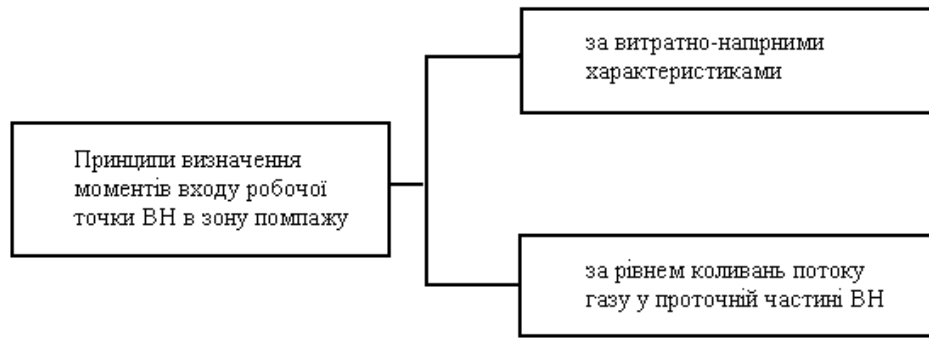 за витратно-напірними
характеристиками
Принципи визначення
моментів входу робочої
точки ВН в зону помпажу
за рівнем коливань потоку
газу у проточній частині ВН